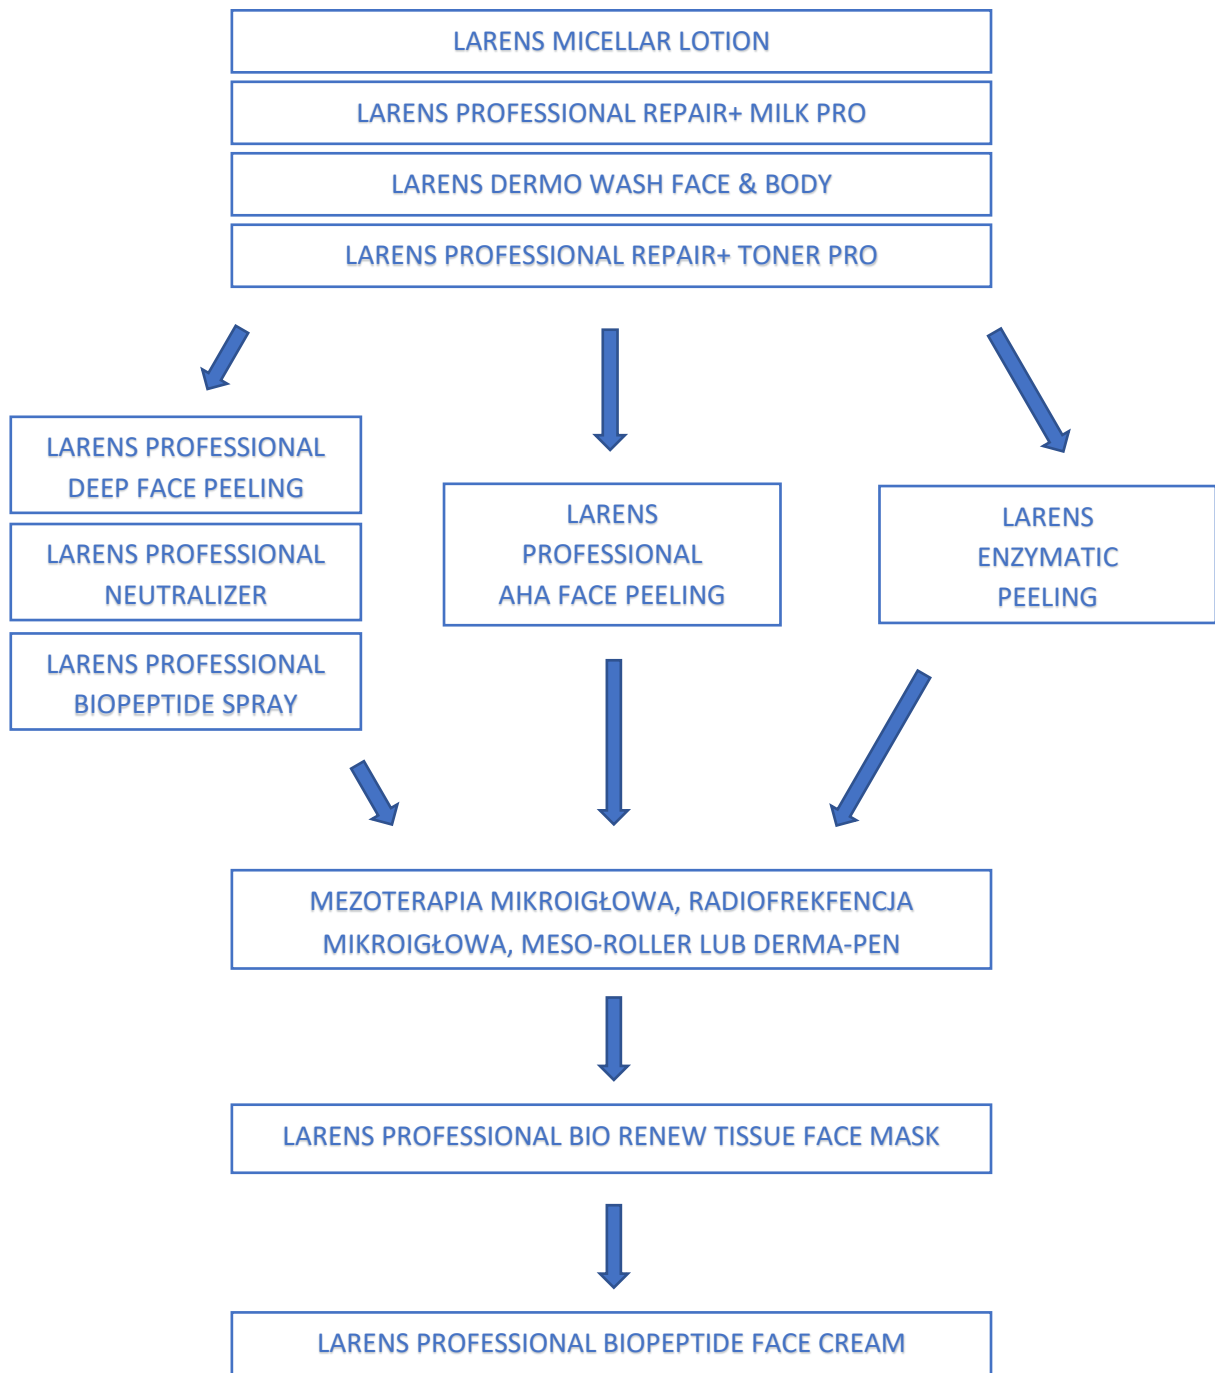 LARENS MICELLAR LOTION
LARENS PROFESSIONAL REPAIR+ MILK PRO
LARENS DERMO WASH FACE & BODY
LARENS PROFESSIONAL REPAIR+ TONER PRO
LARENS PROFESSIONAL
DEEP FACE PEELING
LARENS PROFESSIONAL
NEUTRALIZER
LARENS PROFESSIONAL
BIOPEPTIDE SPRAY
LARENS
PROFESSIONAL
AHA FACE PEELING
LARENS
ENZYMATIC
PEELING
MEZOTERAPIA MIKROIGŁOWA, RADIOFREKFENCJA
MIKROIGŁOWA, MESO-ROLLER LUB DERMA-PEN
LARENS PROFESSIONAL BIO RENEW TISSUE FACE MASK
LARENS PROFESSIONAL BIOPEPTIDE FACE CREAM